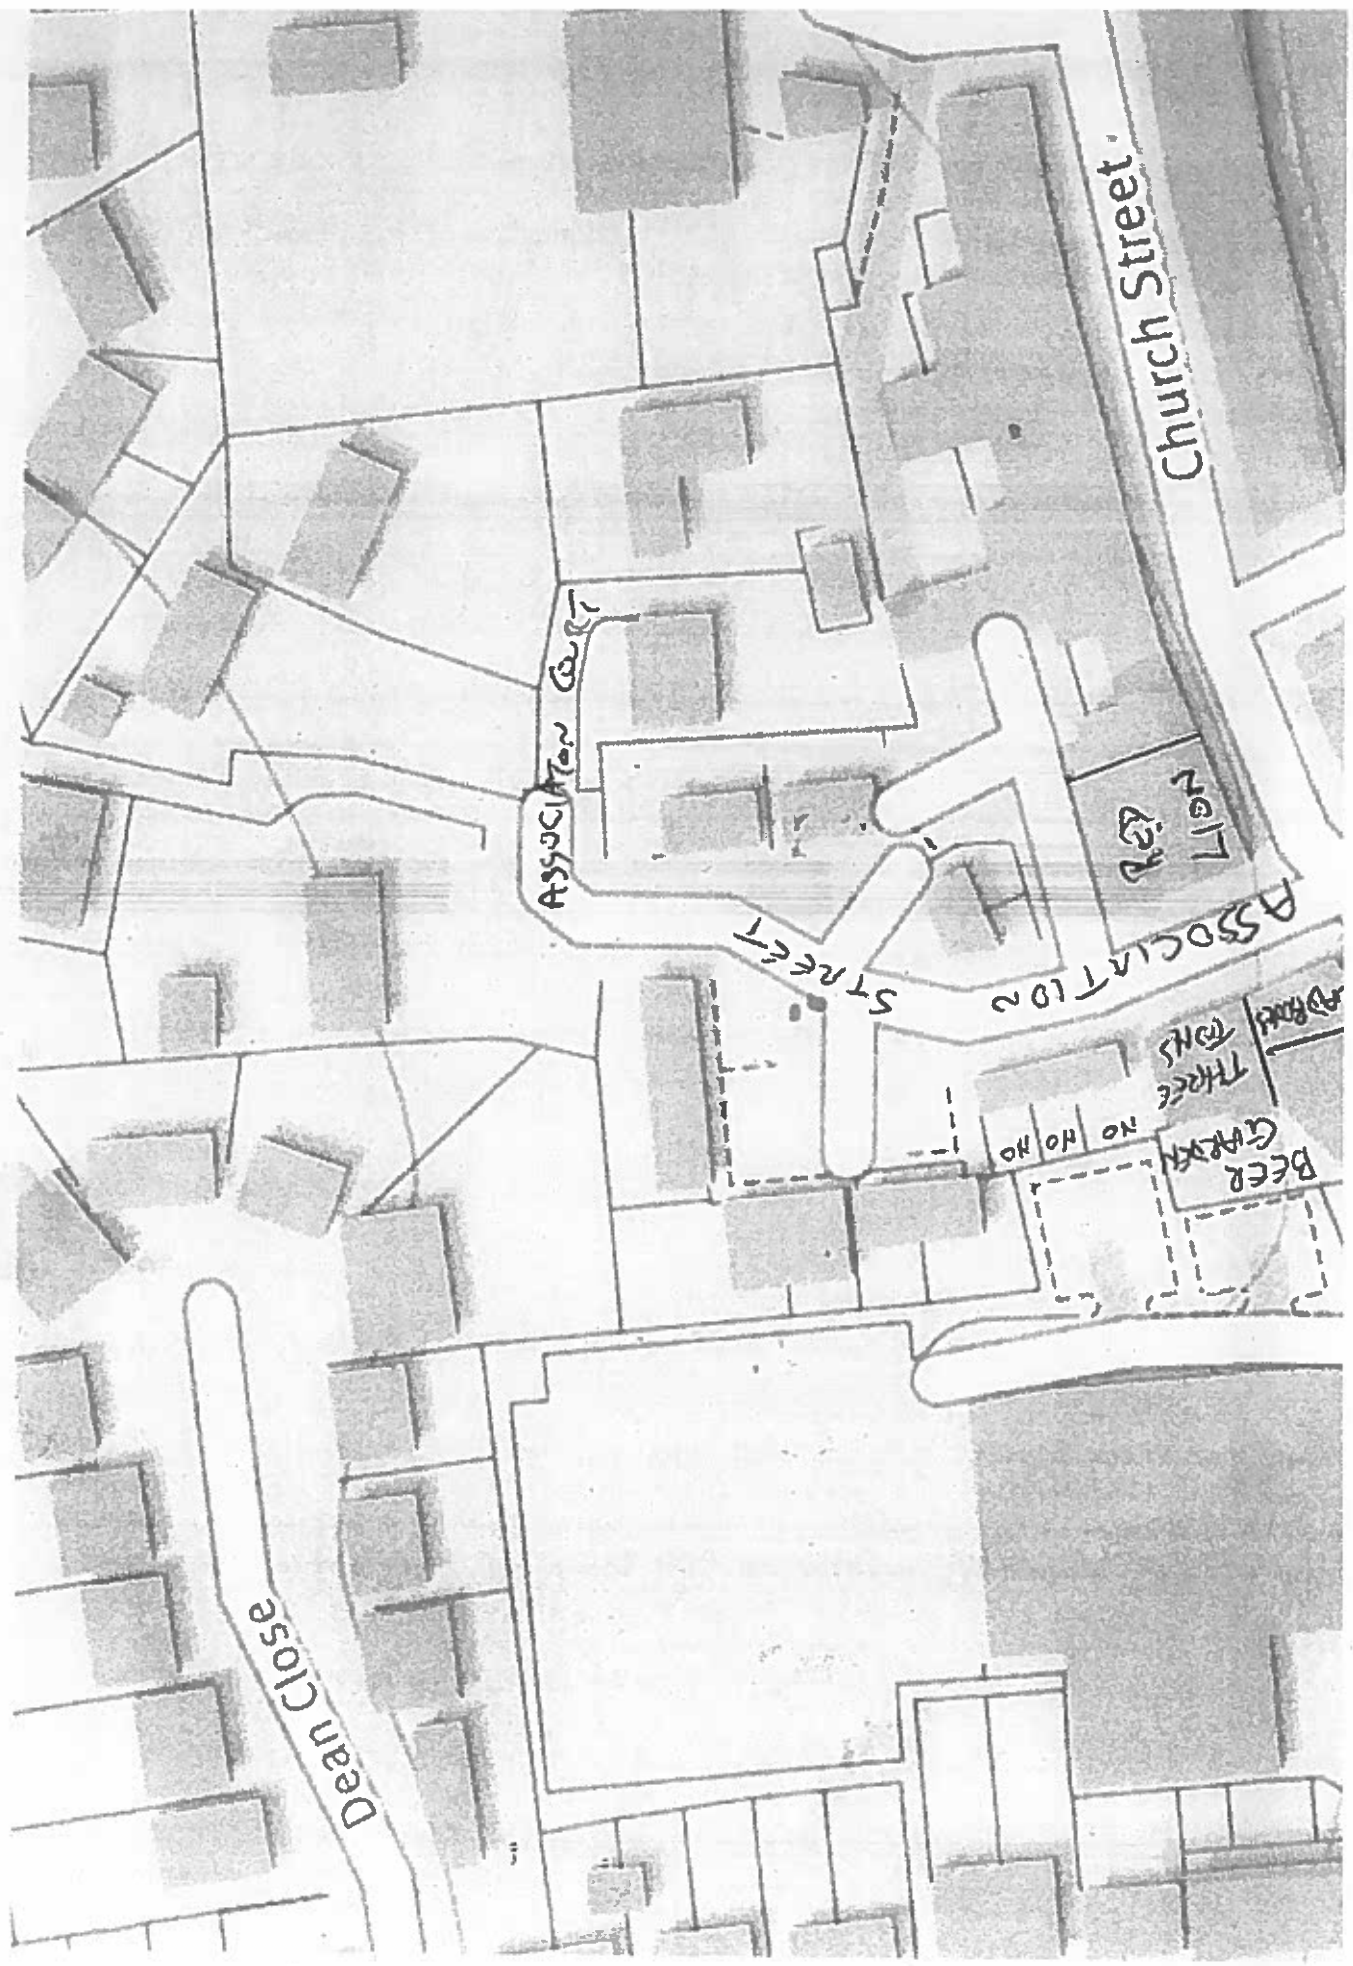 Church Street
ASSOCIATION COURT
RED
LION
ASSOCIATION
STREET
THREE
TONS
NO
NO
NO
BEER
GARDEN
Dean Close